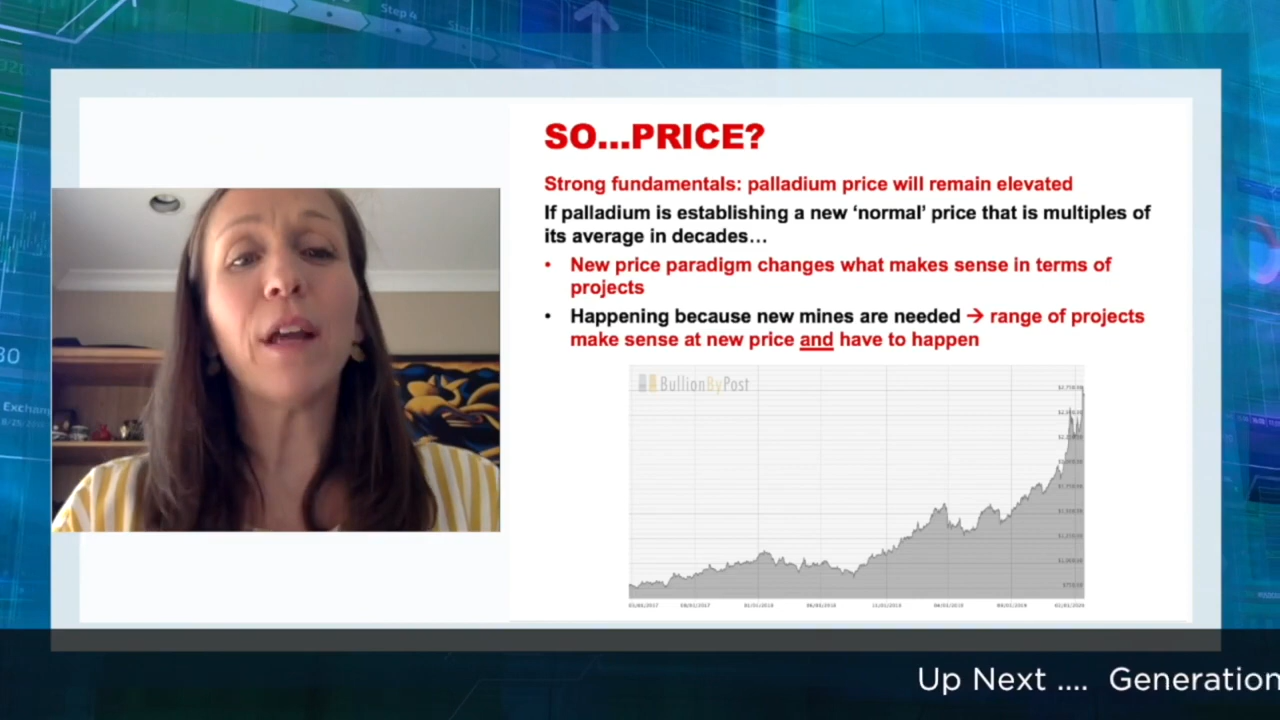 Step 4
SO...PRICE?
Strong fundamentals: palladium price will remain elevated
If palladium is establishing a new ‘normal’ price that is multiples of
its average in decades…
• New price paradigm changes what makes sense in terms of
projects
• Happening because new mines are needed → range of projects
make sense at new price and have to happen
BullionByPost
Up Next .... Generation